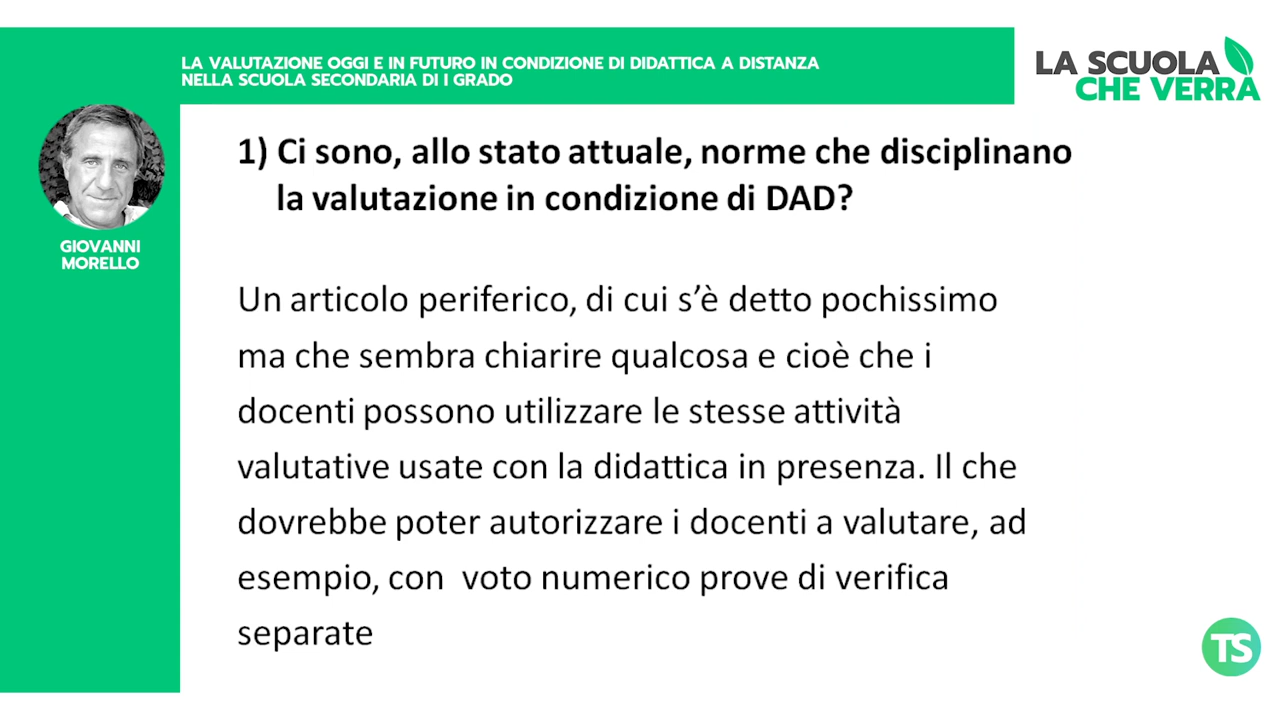 LA VALUTAZIONE OGGI E IN FUTURO IN CONDIZIONE DI DIDATTICA A DISTANZA
NELLA SCUOLA SECONDARIA DI I GRADO
LA SCUOLA
CHE VERRA
GIOVANNI
MORELLO
1) Ci sono, allo stato attuale, norme che disciplinano
la valutazione in condizione di DAD?
Un articolo periferico, di cui s’è detto pochissimo
ma che sembra chiarire qualcosa e cioè che i
docenti possono utilizzare le stesse attività
valutative usate con la didattica in presenza. Il che
dovrebbe poter autorizzare i docenti a valutare, ad
esempio, con  voto numerico prove di verifica
separate
TS